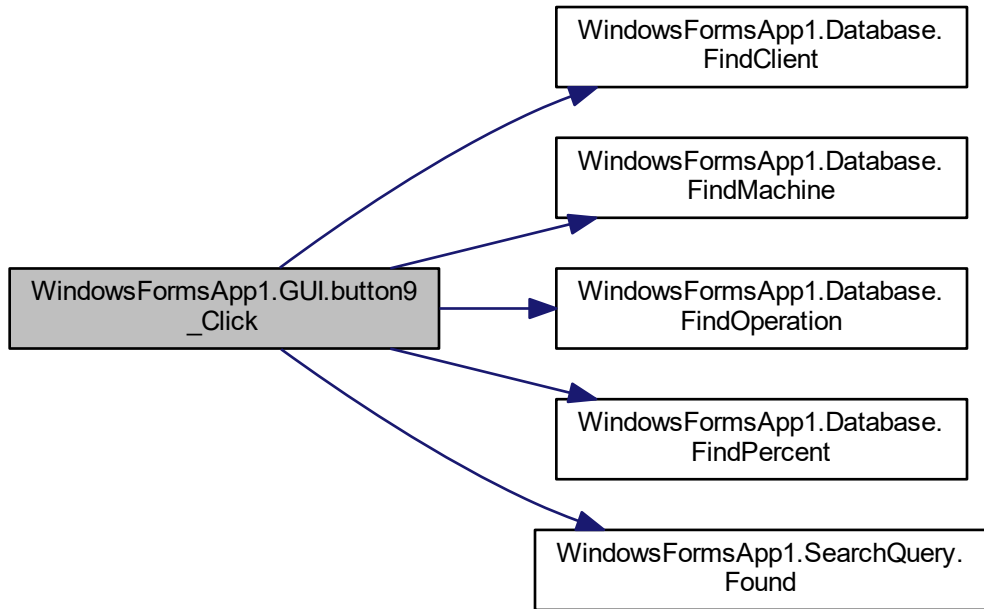 WindowsFormsApp1.GUI.button9
_Click
WindowsFormsApp1.Database.
FindClient
WindowsFormsApp1.Database.
FindMachine
WindowsFormsApp1.Database.
FindOperation
WindowsFormsApp1.Database.
FindPercent
WindowsFormsApp1.SearchQuery.
Found